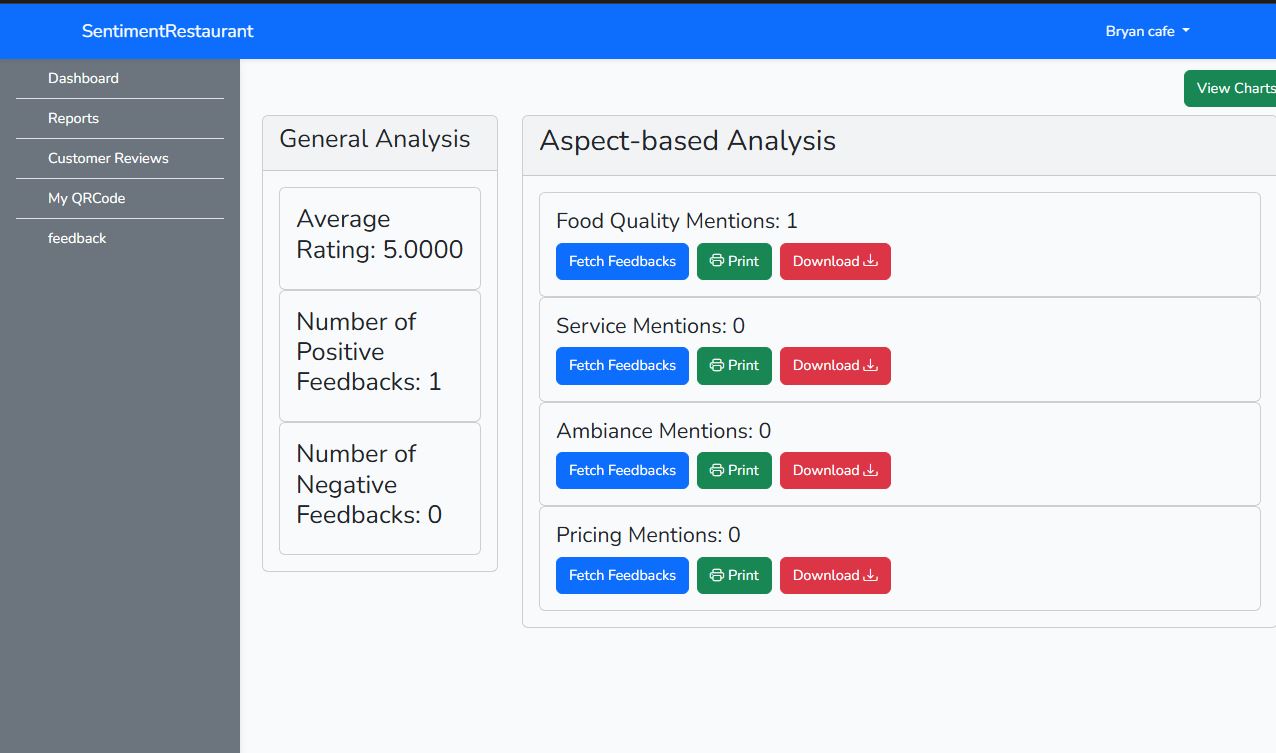 SentimentRestaurant
Bryan cafe
Dashboard
Reports
Customer Reviews
My QRCode
feedback
View Charts
General Analysis
Average
Rating: 5.0000
Number of
Positive
Feedbacks: 1
Number of
Negative
Feedbacks: 0
Aspect-based Analysis
Food Quality Mentions: 1
Fetch Feedbacks Print Download
Service Mentions: 0
Fetch Feedbacks Print Download
Ambiance Mentions: 0
Fetch Feedbacks Print Download
Pricing Mentions: 0
Fetch Feedbacks Print Download